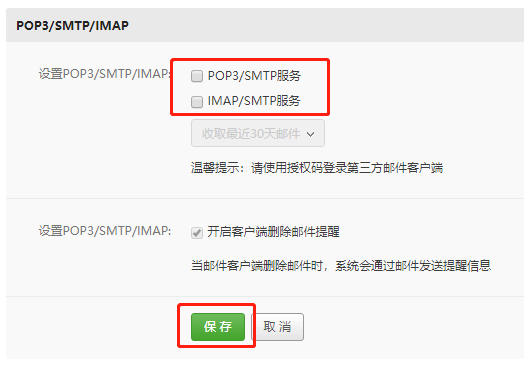 POP3/SMTP/IMAP
设置POP3/SMTP/IMAP:
POP3/SMTP服务
IMAP/SMTP服务
收取最近30天邮件
温馨提示：请使用授权码登录第三方邮件客户端
设置POP3/SMTP/IMAP:
开启客户端删除邮件提醒
当邮件客户端删除邮件时，系统会通过邮件发送提醒信息
保 存 取 消